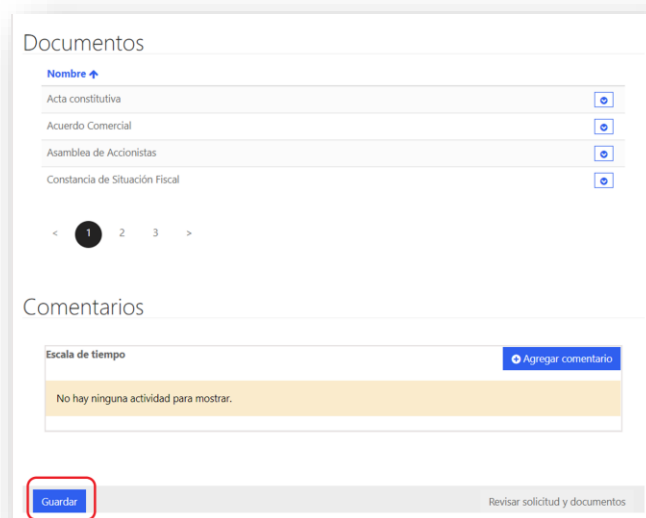 Documentos
Nombre
Acta constitutiva
Acuerdo Comercial
Asamblea de Accionistas
Constancia de Situación Fiscal
< 1 2 3 >
Comentarios
Escala de tiempo
Agregar comentario
No hay ninguna actividad para mostrar.
Guardar
Revisar solicitud y documentos